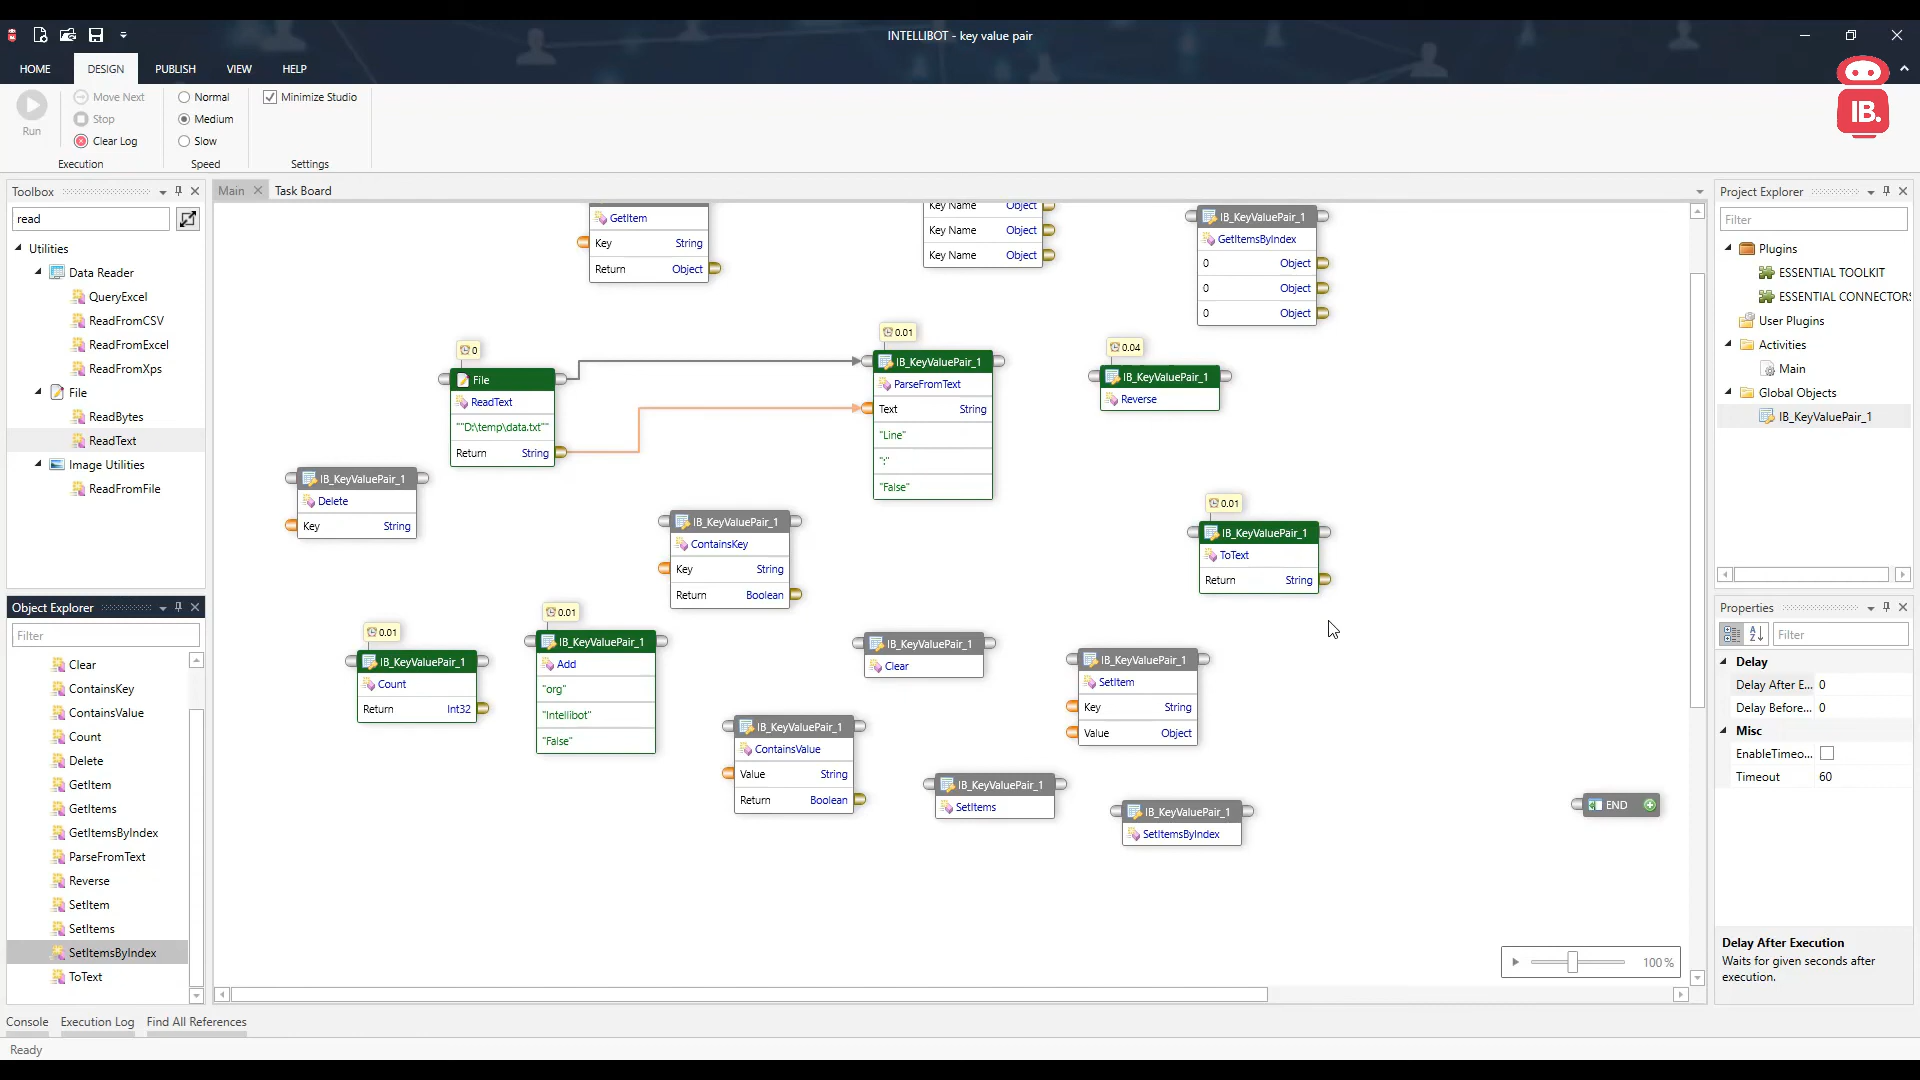 INTELLIBOT - key value pair
HOME
DESIGN
PUBLISH
VIEW
HELP
Run
Move Next
Stop
Clear Log
Execution
Normal
Medium
Slow
Speed
Minimize Studio
Settings
IB.
Toolbox
read
Utilities
Data Reader
QueryExcel
ReadFromCSV
ReadFromExcel
ReadFromXps
File
ReadBytes
ReadText
Image Utilities
ReadFromFile
Object Explorer
Filter
Clear
ContainsKey
ContainsValue
Count
Delete
GetItem
GetItems
GetItemsByIndex
ParseFromText
Reverse
SetItem
SetItems
SetItemsByIndex
ToText
Main
Task Board
GetItem
Key String
Return Object
Key Name Object
Key Name Object
Key Name Object
IB_KeyValuePair_1
GetItemsByIndex
0 Object
0 Object
0 Object
0
File
ReadText
""D:\temp\data.txt""
Return String
0.01
IB_KeyValuePair_1
ParseFromText
Text String
"Line"
":"
"False"
0.04
IB_KeyValuePair_1
Reverse
IB_KeyValuePair_1
Delete
Key String
IB_KeyValuePair_1
ContainsKey
Key String
Return Boolean
0.01
IB_KeyValuePair_1
ToText
Return String
0.01
IB_KeyValuePair_1
Count
Return Int32
0.01
IB_KeyValuePair_1
Add
"org"
"Intellibot"
"False"
IB_KeyValuePair_1
Clear
IB_KeyValuePair_1
SetItem
Key String
Value Object
IB_KeyValuePair_1
ContainsValue
Value String
Return Boolean
IB_KeyValuePair_1
SetItems
IB_KeyValuePair_1
SetItemsByIndex
END
100 %
Project Explorer
Filter
Plugins
ESSENTIAL TOOLKIT
ESSENTIAL CONNECTORS
User Plugins
Activities
Main
Global Objects
IB_KeyValuePair_1
Properties
Filter
Delay
Delay After E... 0
Delay Before... 0
Misc
EnableTimeo...
Timeout 60
Delay After Execution
Waits for given seconds after
execution.
Console
Execution Log
Find All References
Ready